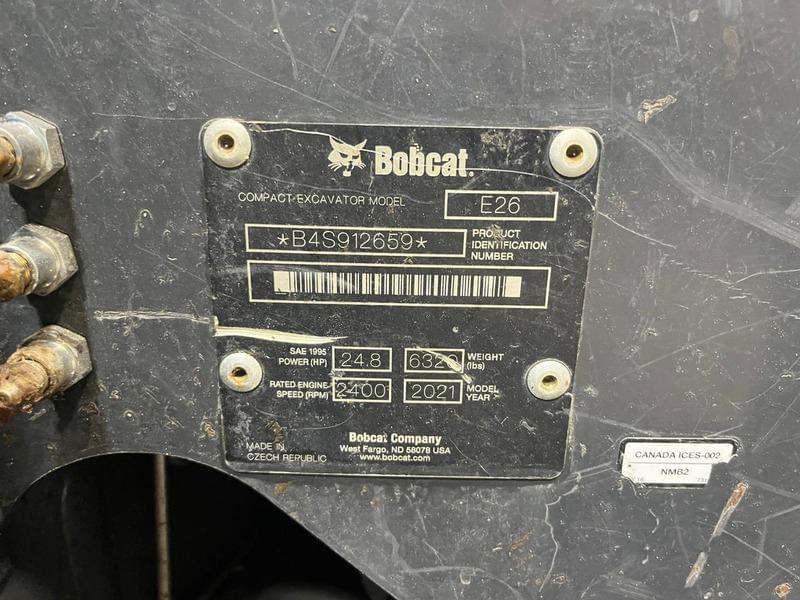 Bobcat.
COMPACT EXCAVATOR MODEL E26
*B4S912659*
PRODUCT
IDENTIFICATION
NUMBER
SAE 1995
POWER (HP)
24.8
6320
WEIGHT
(lbs)
RATED ENGINE
SPEED (RPM)
2400
2021
MODEL
YEAR
Bobcat Company
West Fargo, ND 58078 USA
www.bobcat.com
MADE IN
CZECH REPUBLIC
CANADA ICES-002
NMB2